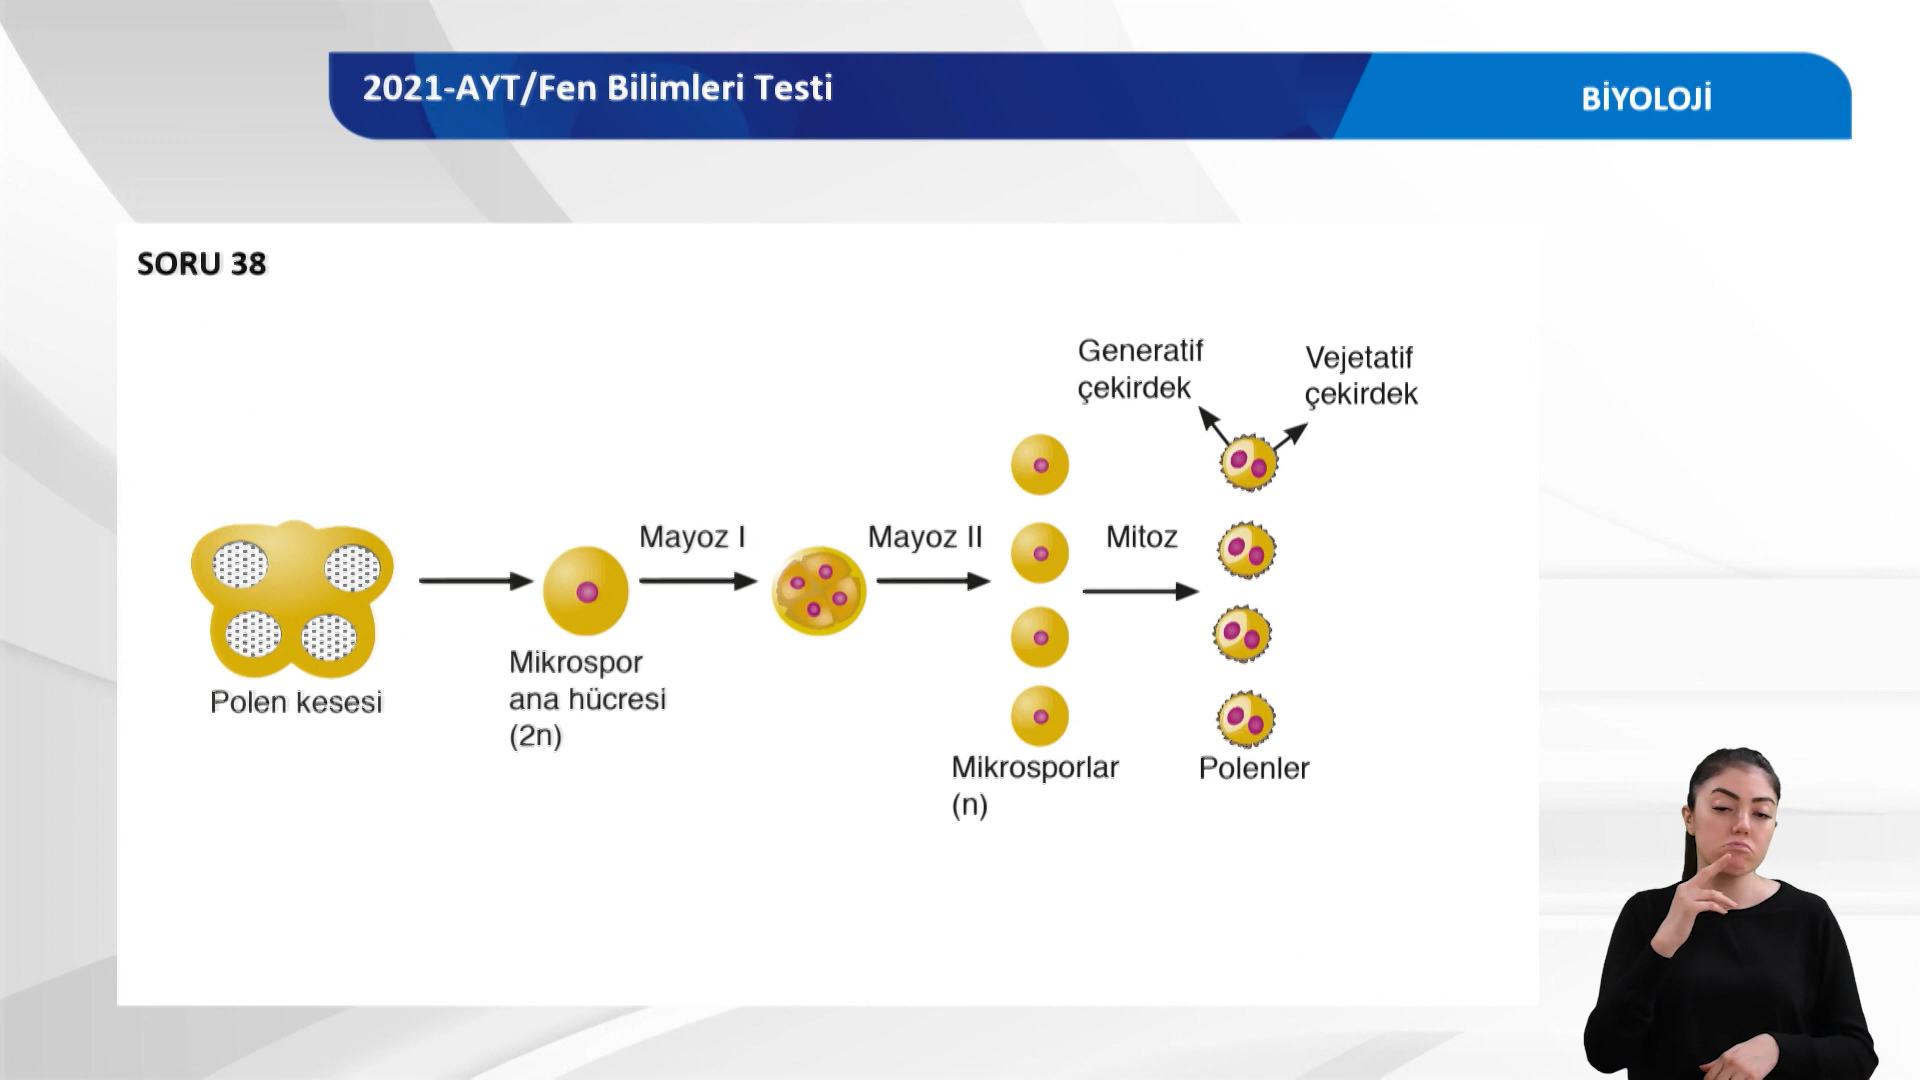 2021-AYT/Fen Bilimleri Testi
BİYOLOJİ
SORU 38
Generatif
çekirdek
Vejetatif
çekirdek
Mayoz I
Mayoz II
Mitoz
Polen kesesi
Mikrospor
ana hücresi
(2n)
Mikrosporlar
(n)
Polenler